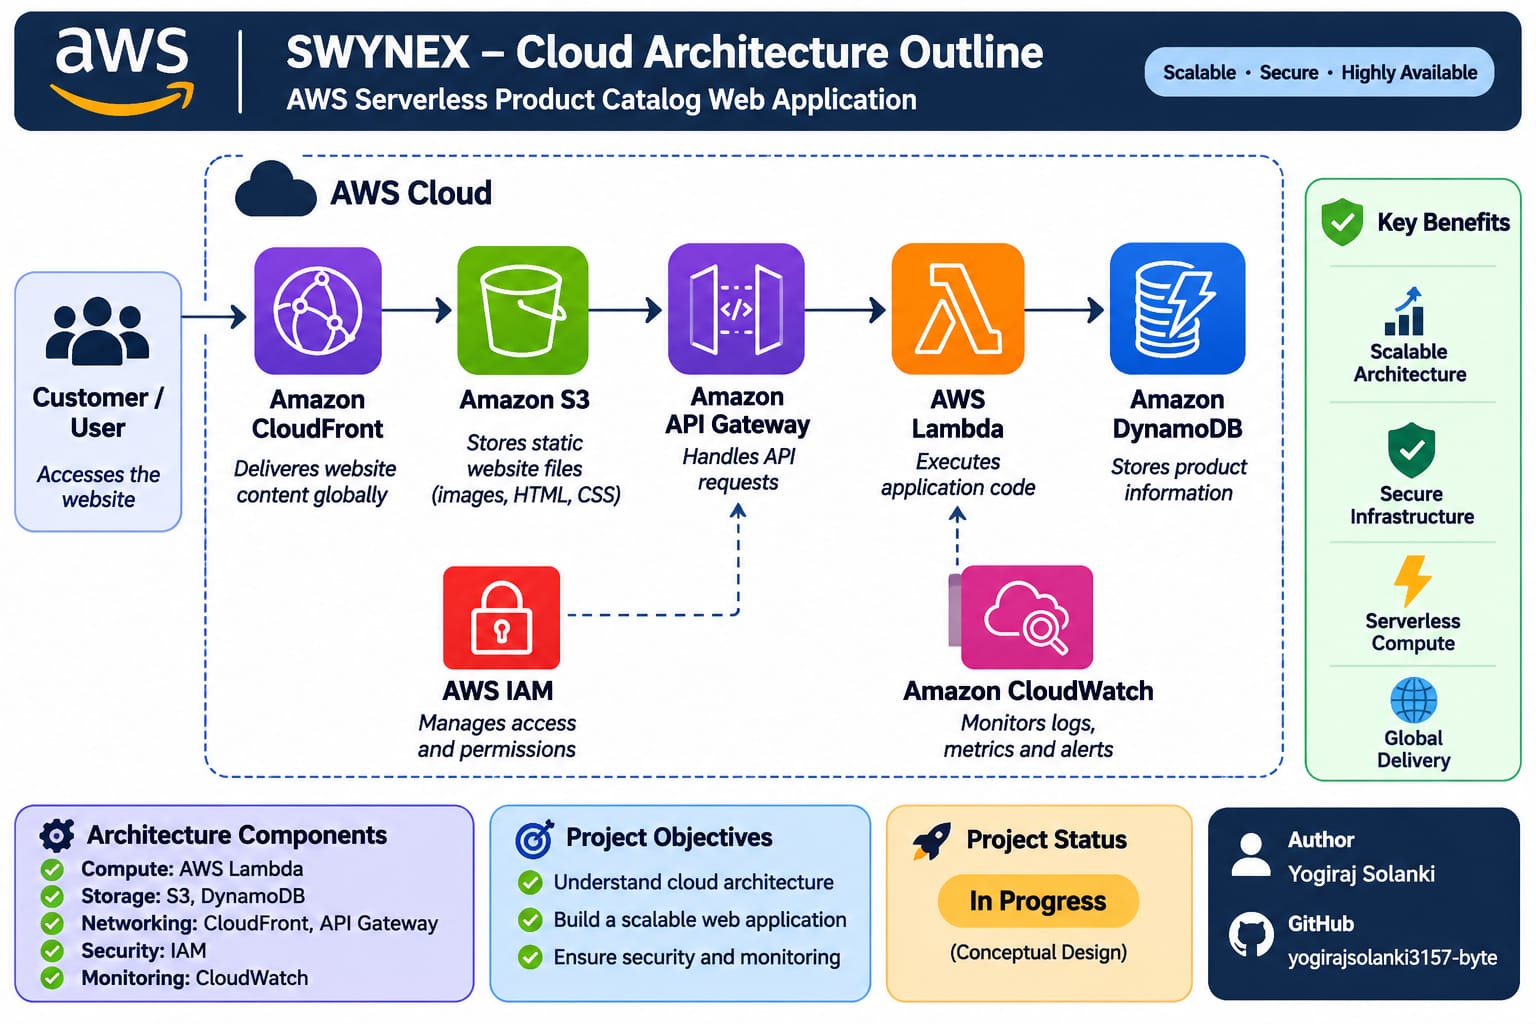 aws
SWYNEX – Cloud Architecture Outline
AWS Serverless Product Catalog Web Application
Scalable • Secure • Highly Available
AWS Cloud
Customer /
User
Accesses the
website
Amazon
CloudFront
Deliveres website
content globally
Amazon S3
Stores static
website files
(images, HTML, CSS)
</>
Amazon
API Gateway
Handles API
requests
AWS
Lambda
Executes
application code
Amazon
DynamoDB
Stores product
information
AWS IAM
Manages access
and permissions
Amazon CloudWatch
Monitors logs,
metrics and alerts
Key Benefits
Scalable
Architecture
Secure
Infrastructure
Serverless
Compute
Global
Delivery
Architecture Components
Compute: AWS Lambda
Storage: S3, DynamoDB
Networking: CloudFront, API Gateway
Security: IAM
Monitoring: CloudWatch
Project Objectives
Understand cloud architecture
Build a scalable web application
Ensure security and monitoring
Project Status
In Progress
(Conceptual Design)
Author
Yogiraj Solanki
GitHub
yogirajsolanki3157-byte